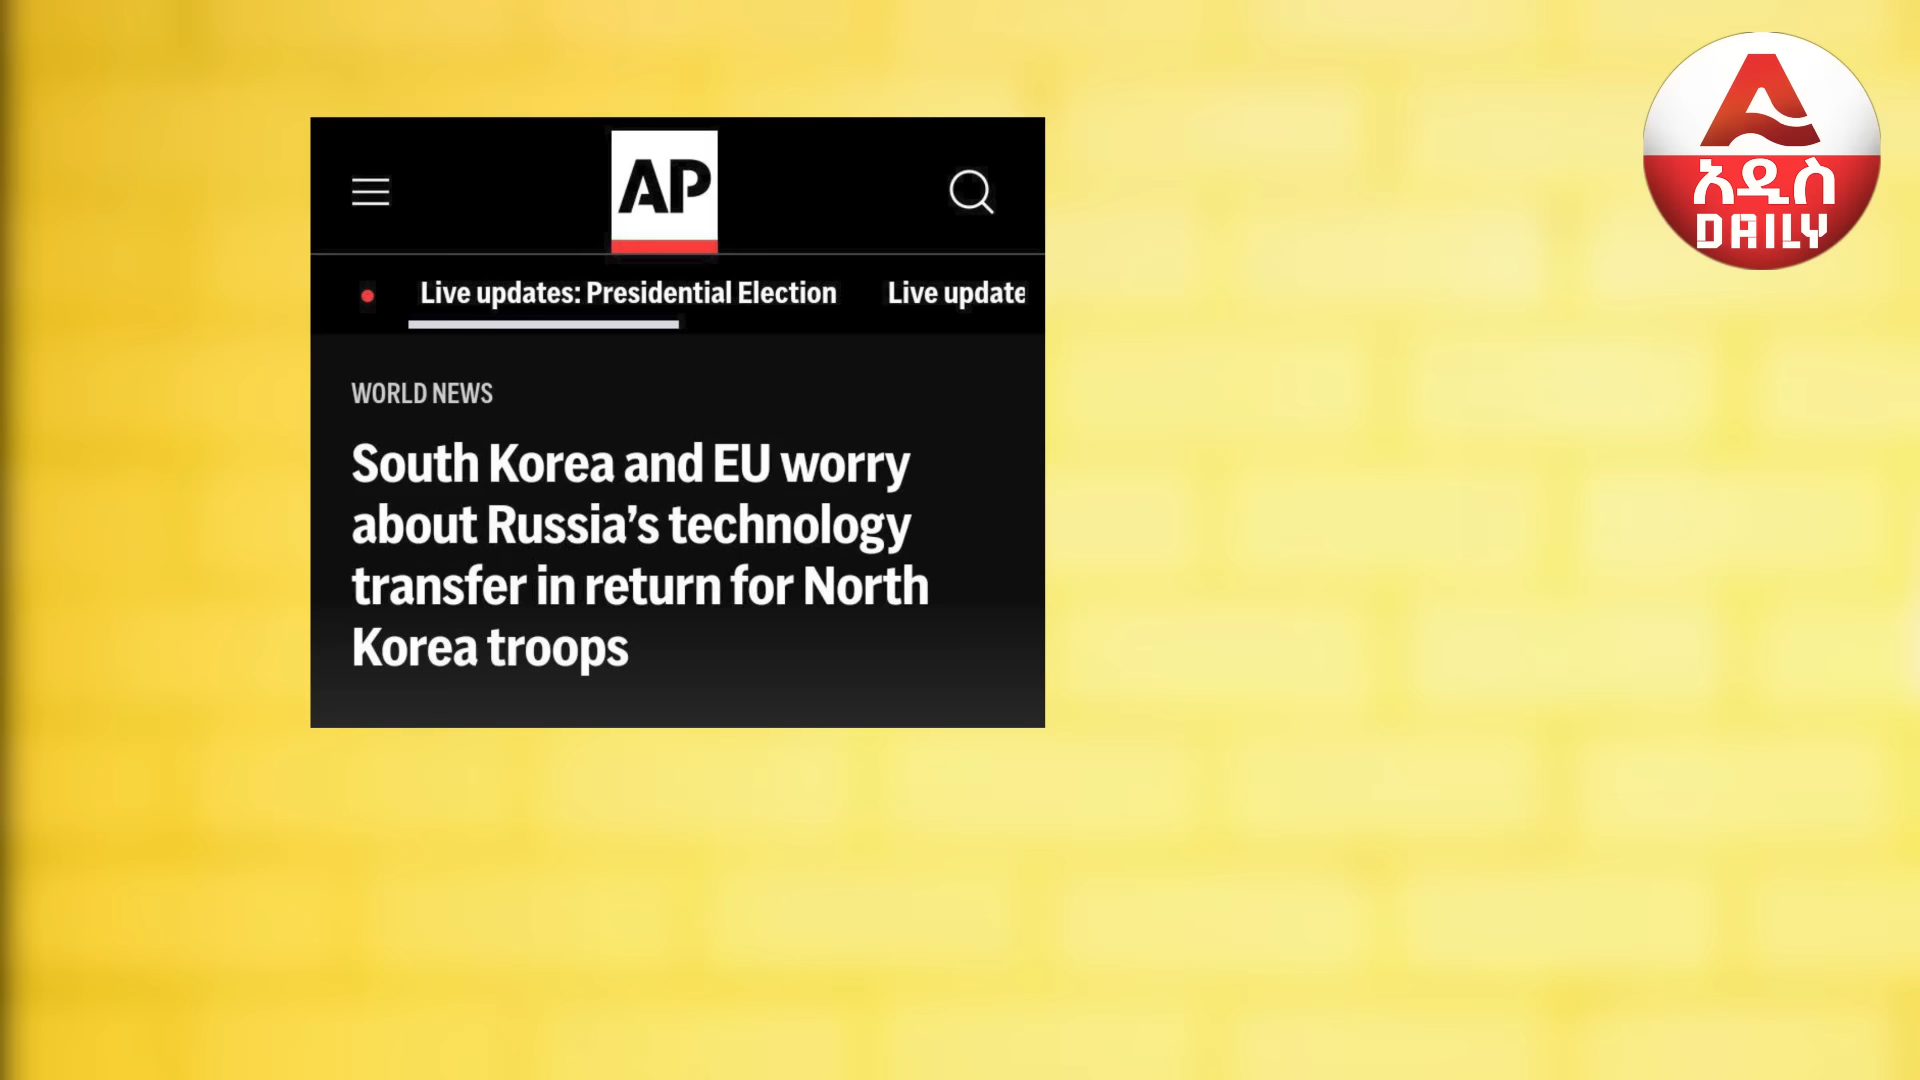 AP
Live updates: Presidential Election Live update
WORLD NEWS
South Korea and EU worry
about Russia’s technology
transfer in return for North
Korea troops
አዲስ
DAILY